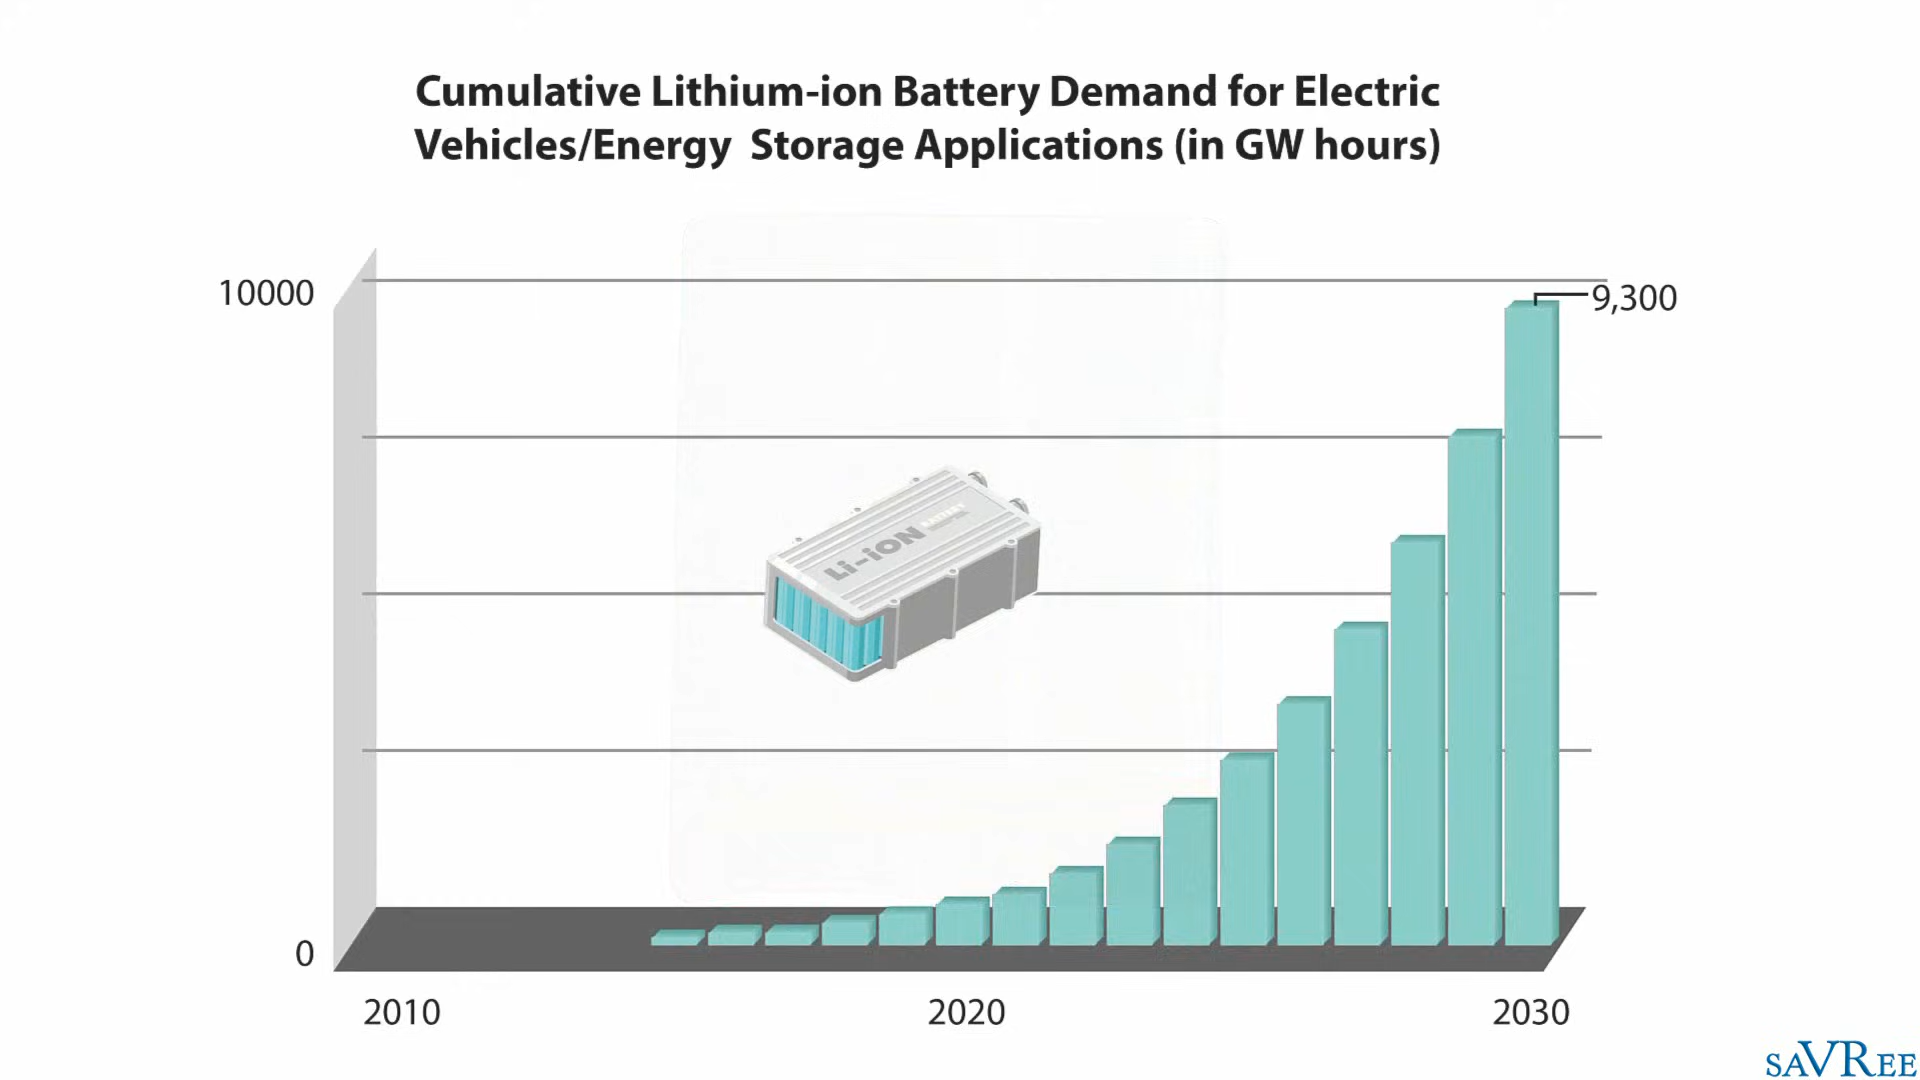 Cumulative Lithium-ion Battery Demand for Electric
Vehicles/Energy Storage Applications (in GW hours)
10000
9,300
Li-iON
BATTERY
0
2010
2020
2030
saVRee